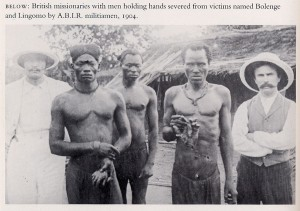 BELOW: British missionaries with men holding hands severed from victims named Bolenge
and Lingomo by A.B.I.R. militiamen, 1904.